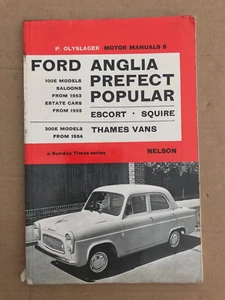 P. OLYSLAGER MOTOR MANUALS 8
FORD ANGLIA
100E MODELS
SALOONS
FROM 1953
ESTATE CARS
FROM 1955
PREFECT
POPULAR
ESCORT · SQUIRE
300E MODELS
FROM 1954
THAMES VANS
a Sunday Times series
NELSON